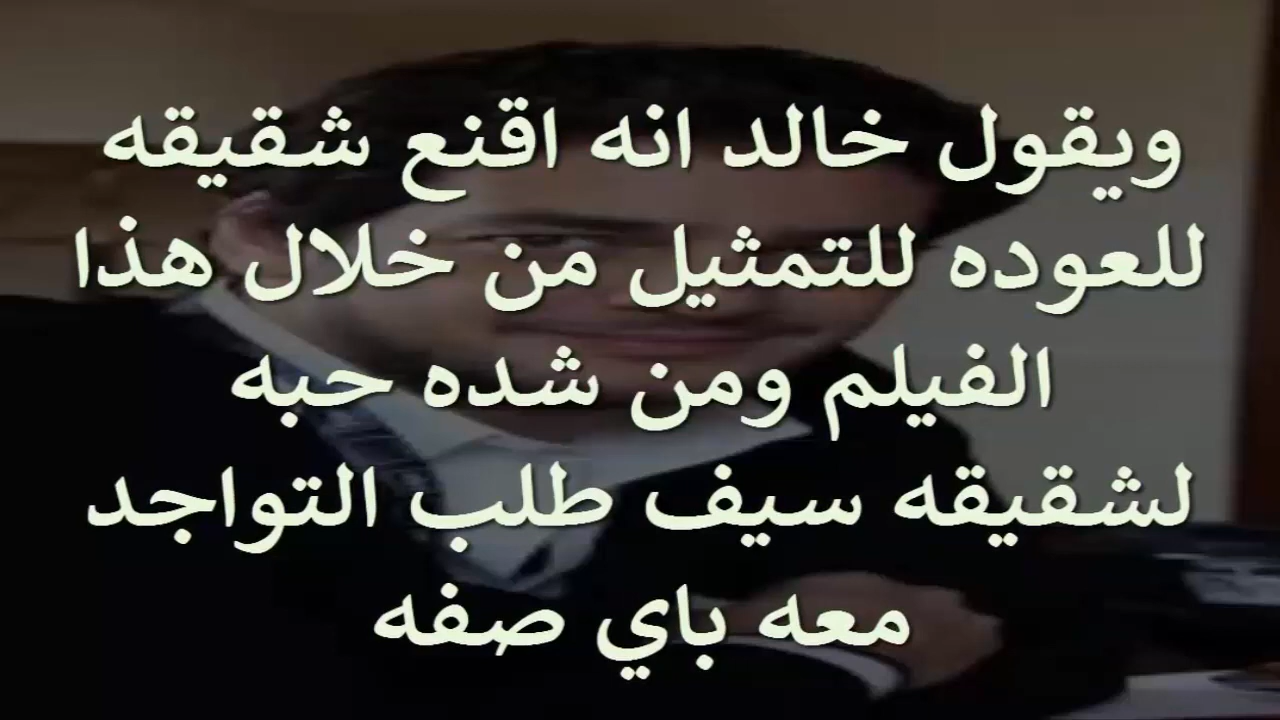 ويقول خالد انه اقنع شقيقه
للعوده للتمثيل من خلال هذا
الفيلم ومن شده حبه
لشقيقه سيف طلب التواجد
معه باي صفه